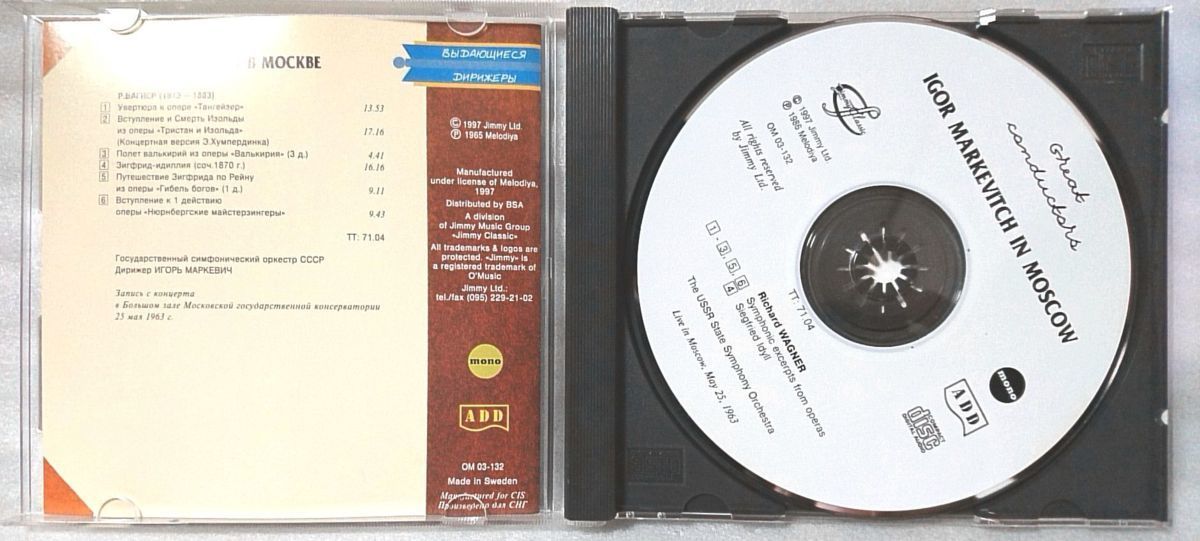 В МОСКВЕ
Р.ВАГНЕР (1813 – 1883)
1 Увертюра к опере «Тангейзер» 13.53
2 Вступление и Смерть Изольды
из оперы «Тристан и Изольда» 17.16
(Концертная версия Э.Хумпердинка)
3 Полет валькирий из оперы «Валькирия» (3 д.) 4.41
4 Зигфрид-идиллия (соч.1870 г.) 16.16
5 Путешествие Зигфрида по Рейну
из оперы «Гибель богов» (1 д.) 9.11
6 Вступление к 1 действию
оперы «Нюрнбергские майстерзингеры» 9.43
TT: 71.04
Государственный симфонический оркестр СССР
Дирижер ИГОРЬ МАРКЕВИЧ
Запись с концерта
в Большом зале Московской государственной консерватории
25 мая 1963 г.
ВЫДАЮЩИЕСЯ
ДИРИЖЕРЫ
© 1997 Jimmy Ltd.
℗ 1965 Melodiya
Manufactured
under license of Melodiya,
1997
Distributed by BSA
A division
of Jimmy Music Group
«Jimmy Classic»
All trademarks & logos are
protected. «Jimmy» is
a registered trademark of
O'Music
Jimmy Ltd.:
tel./fax (095) 229-21-02
mono
ADD
OM 03-132
Made in Sweden
Manufactured for CIS
Произведено для СНГ
Great
conductors
IGOR MARKEVITCH IN MOSCOW
© 1997 Jimmy Ltd.
℗ 1965 Melodiya
OM 03-132
All rights reserved
by Jimmy Ltd.
TT: 71.04
Richard WAGNER
1 - 3, 5, 6 Symphonic excerpts from operas
4 Siegfried Idyll
The USSR State Symphony Orchestra
Live in Moscow, May 25, 1963
mono
ADD
COMPACT
disc
DIGITAL AUDIO